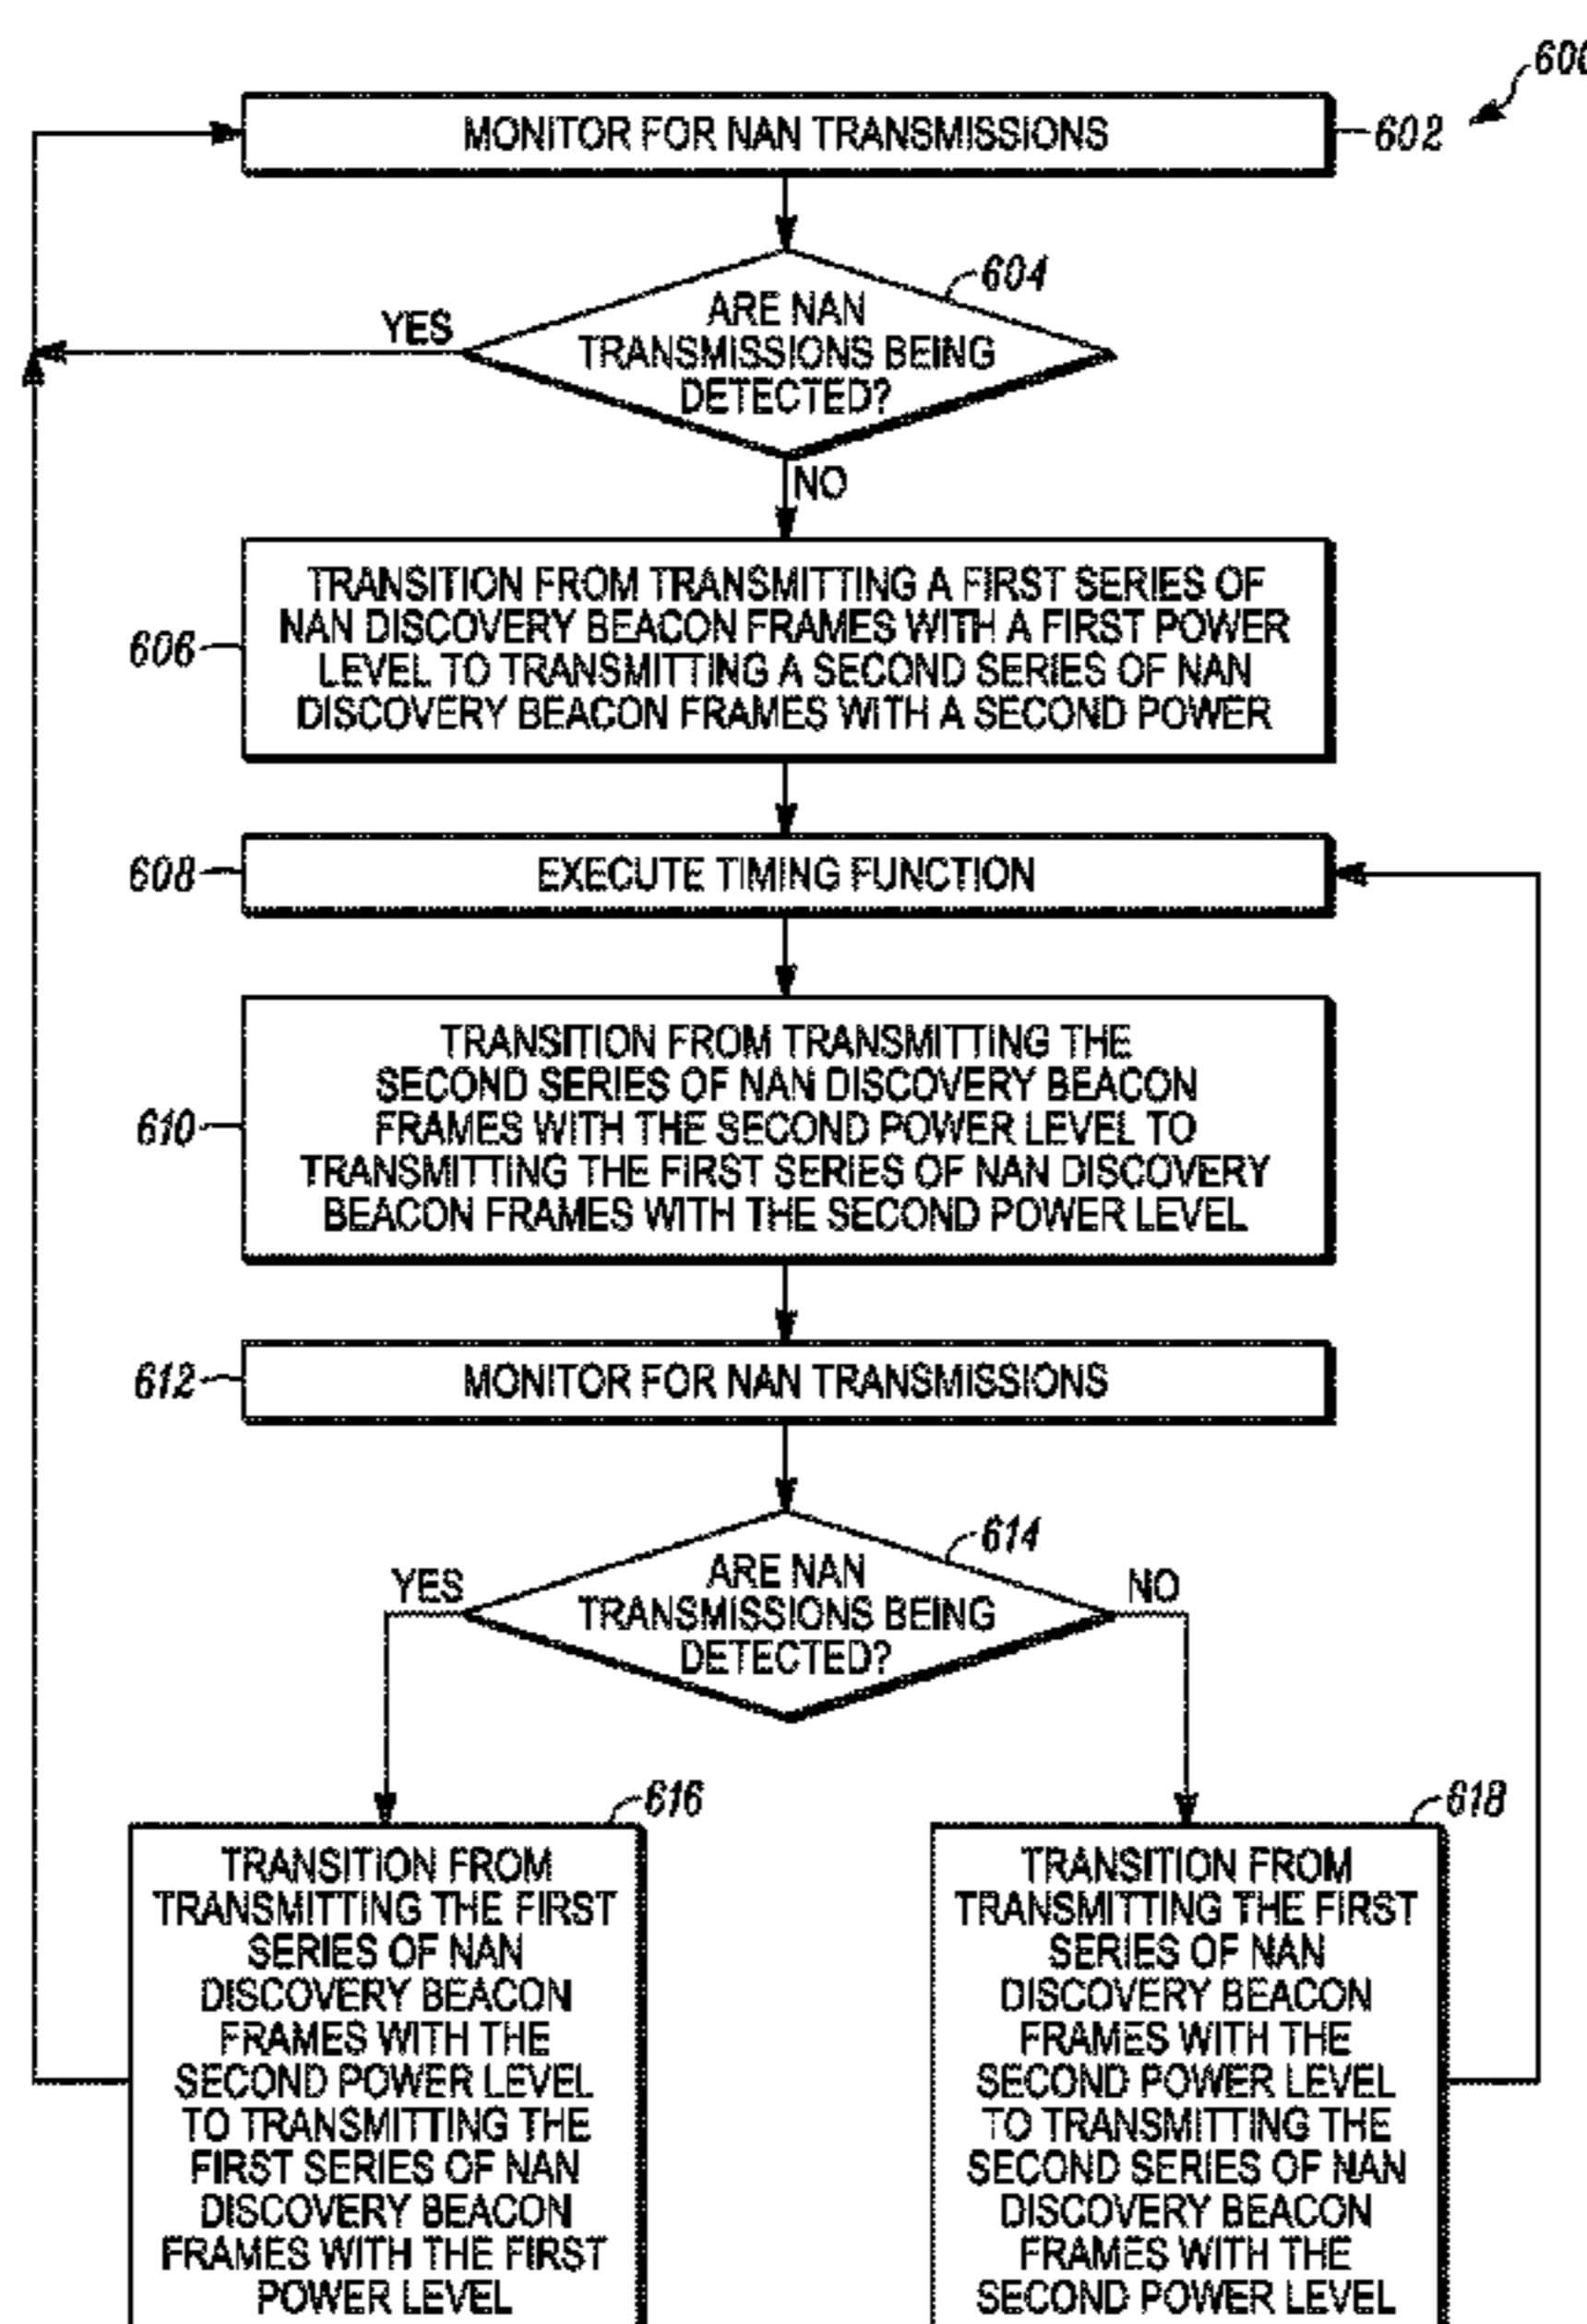 600
MONITOR FOR NAN TRANSMISSIONS
602
604
ARE NAN
TRANSMISSIONS BEING
DETECTED?
YES
NO
606
TRANSITION FROM TRANSMITTING A FIRST SERIES OF
NAN DISCOVERY BEACON FRAMES WITH A FIRST POWER
LEVEL TO TRANSMITTING A SECOND SERIES OF NAN
DISCOVERY BEACON FRAMES WITH A SECOND POWER
608
EXECUTE TIMING FUNCTION
610
TRANSITION FROM TRANSMITTING THE
SECOND SERIES OF NAN DISCOVERY BEACON
FRAMES WITH THE SECOND POWER LEVEL TO
TRANSMITTING THE FIRST SERIES OF NAN DISCOVERY
BEACON FRAMES WITH THE SECOND POWER LEVEL
612
MONITOR FOR NAN TRANSMISSIONS
614
ARE NAN
TRANSMISSIONS BEING
DETECTED?
YES
NO
616
TRANSITION FROM
TRANSMITTING THE FIRST
SERIES OF NAN
DISCOVERY BEACON
FRAMES WITH THE
SECOND POWER LEVEL
TO TRANSMITTING THE
FIRST SERIES OF NAN
DISCOVERY BEACON
FRAMES WITH THE FIRST
POWER LEVEL
618
TRANSITION FROM
TRANSMITTING THE FIRST
SERIES OF NAN
DISCOVERY BEACON
FRAMES WITH THE
SECOND POWER LEVEL
TO TRANSMITTING THE
SECOND SERIES OF NAN
DISCOVERY BEACON
FRAMES WITH THE
SECOND POWER LEVEL